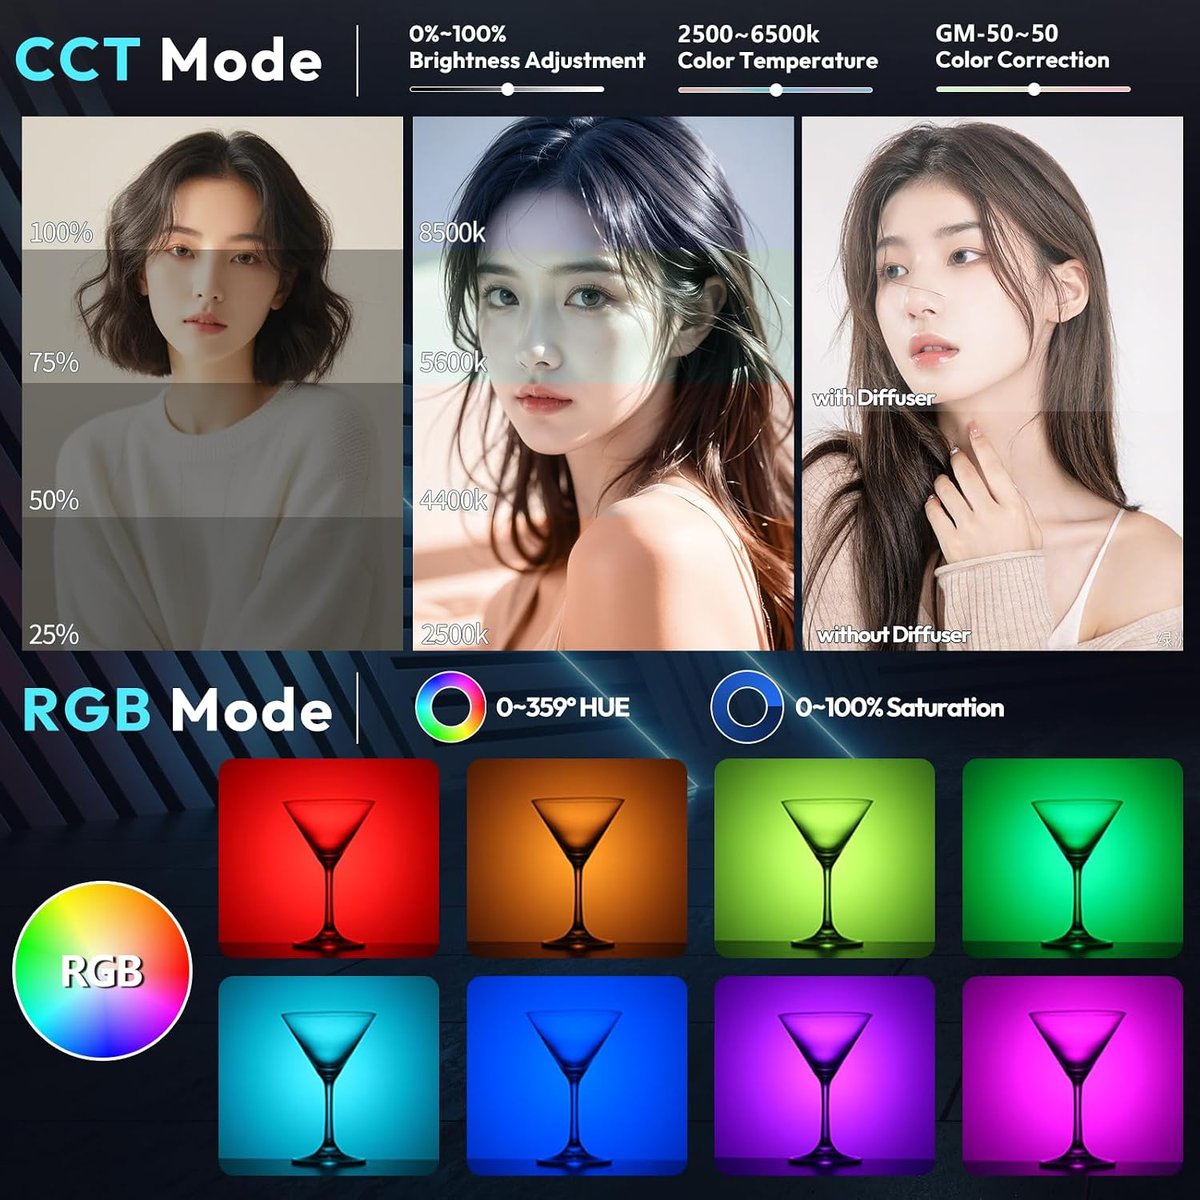 CCT Mode
0%~100%
Brightness Adjustment
2500~6500k
Color Temperature
GM-50~50
Color Correction
100%
75%
50%
25%
8500k
5600k
4400k
2500k
with Diffuser
without Diffuser
RGB Mode
0~359° HUE
0~100% Saturation
RGB